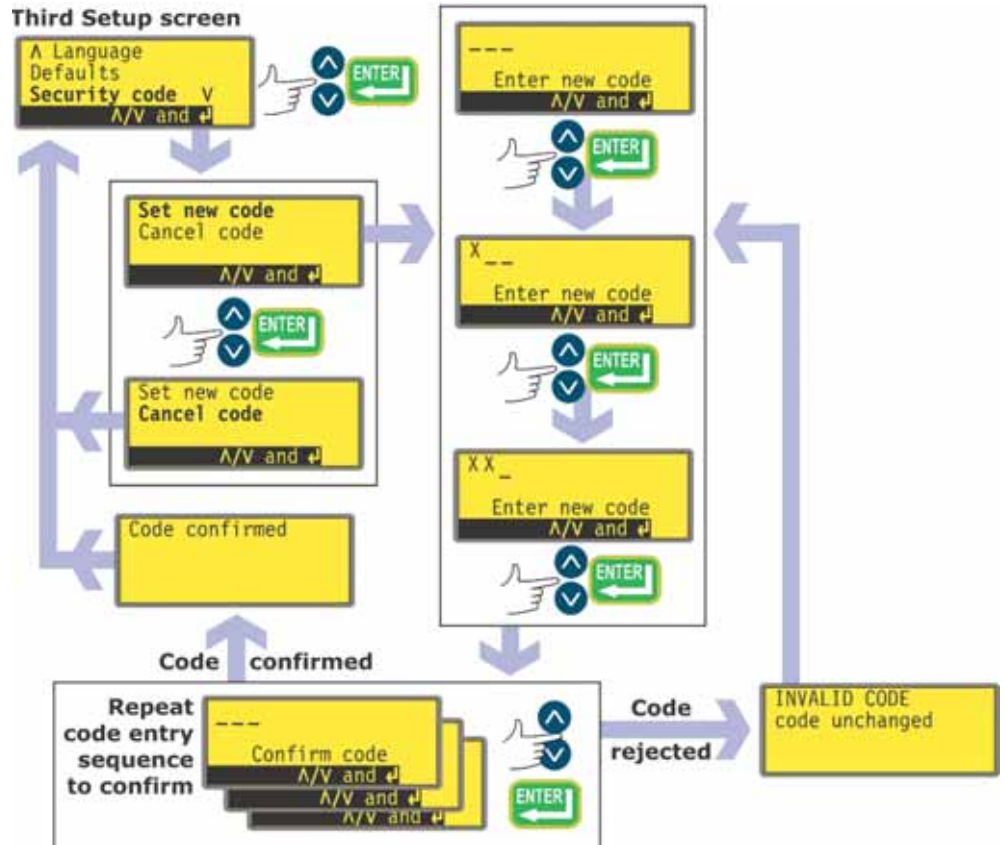 Third Setup screen
Λ Language
Defaults
Security code V
Λ/V and ↲
ENTER
Set new code
Cancel code
Λ/V and ↲
ENTER
Set new code
Cancel code
Λ/V and ↲
_ _ _
Enter new code
Λ/V and ↲
ENTER
X _ _
Enter new code
Λ/V and ↲
ENTER
X X _
Enter new code
Λ/V and ↲
ENTER
Repeat
code entry
sequence
to confirm
_ _ _
Confirm code
Λ/V and ↲
Λ/V and ↲
Λ/V and ↲
ENTER
Code confirmed
Code confirmed
Code
rejected
INVALID CODE
code unchanged